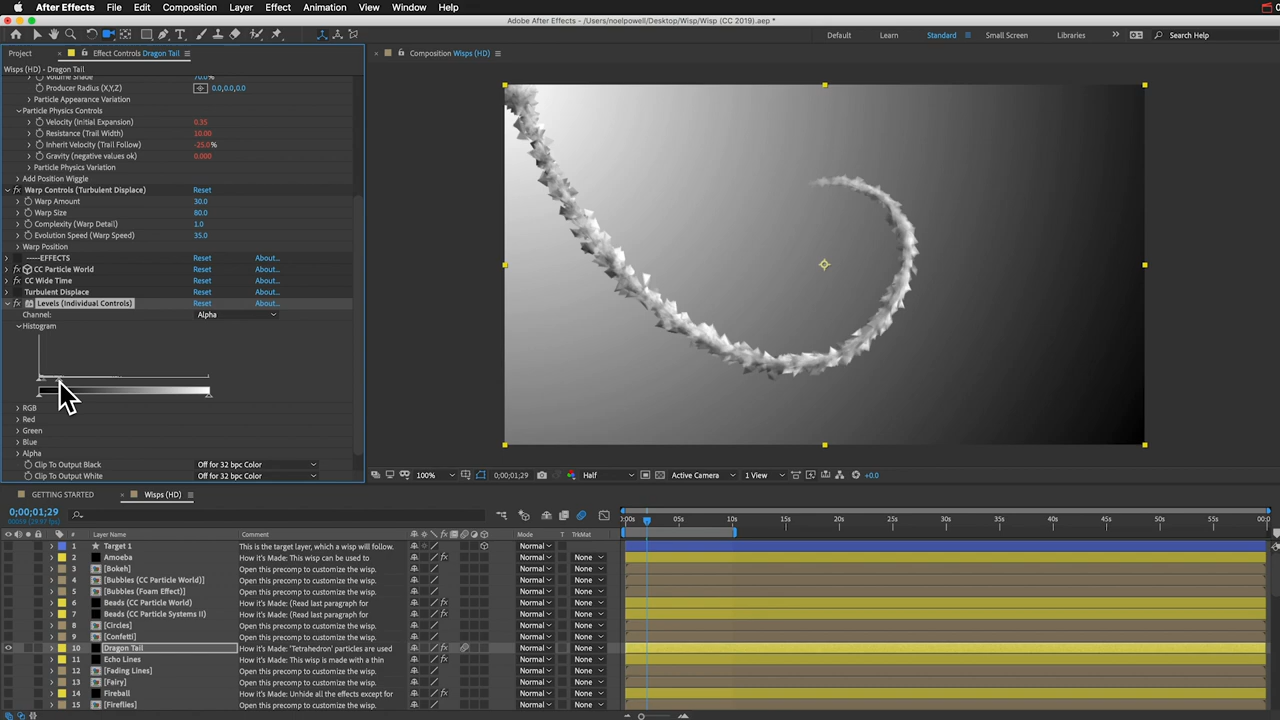 After Effects File Edit Composition Layer Effect Animation View Window Help
Adobe After Effects - /Users/noelpowell/Desktop/Wisp/Wisp (CC 2019).aep *
Default Learn Standard Small Screen Libraries Search Help
Project Effect Controls Dragon Tail Composition Wisps (HD)
Wisps (HD) • Dragon Tail
Volume Shade 70.0%
Producer Radius (X,Y,Z) 0.0,0.0,0.0
Particle Appearance Variation
Particle Physics Controls
Velocity (Initial Expansion) 0.35
Resistance (Trail Width) 10.00
Inherit Velocity (Trail Follow) -25.0%
Gravity (negative values ok) 0.000
Particle Physics Variation
Add Position Wiggle
Warp Controls (Turbulent Displace) Reset
Warp Amount 30.0
Warp Size 80.0
Complexity (Warp Detail) 1.0
Evolution Speed (Warp Speed) 35.0
Warp Position
-----EFFECTS Reset About...
CC Particle World Reset About...
CC Wide Time Reset About...
Turbulent Displace Reset About...
Levels (Individual Controls) Reset About...
Channel: Alpha
Histogram
RGB
Red
Green
Blue
Alpha
Clip To Output Black Off for 32 bpc Color
Clip To Output White Off for 32 bpc Color
100% 0;00;01;29 Half Active Camera 1 View +0.0
GETTING STARTED Wisps (HD)
0;00;01;29
00059 (29.97 fps)
:00s 05s 10s 15s 20s 25s 30s 35s 40s 45s 50s 55s 0:0
# Layer Name Comment Mode T TrkMat
1 Target 1 This is the target layer, which a wisp will follow. Normal
2 Amoeba How it's Made: This wisp can be used to Normal None
3 [Bokeh] Open this precomp to customize the wisp. Normal None
4 [Bubbles (CC Particle World)] Open this precomp to customize the wisp. Normal None
5 [Bubbles (Foam Effect)] Open this precomp to customize the wisp. Normal None
6 Beads (CC Particle World) How it's Made: (Read last paragraph for Normal None
7 Beads (CC Particle Systems II) How it's Made: (Read last paragraph for Normal None
8 [Circles] Open this precomp to customize the wisp. Normal None
9 [Confetti] Open this precomp to customize the wisp. Normal None
10 Dragon Tail How it's Made: 'Tetrahedron' particles are used Normal None
11 Echo Lines How it's Made: This wisp is made with a thin Normal None
12 [Fading Lines] Open this precomp to customize the wisp. Normal None
13 [Fairy] Open this precomp to customize the wisp. Normal None
14 Fireball How it's Made: Unhide all the effects except for Normal None
15 [Fireflies] Open this precomp to customize the wisp. Normal None